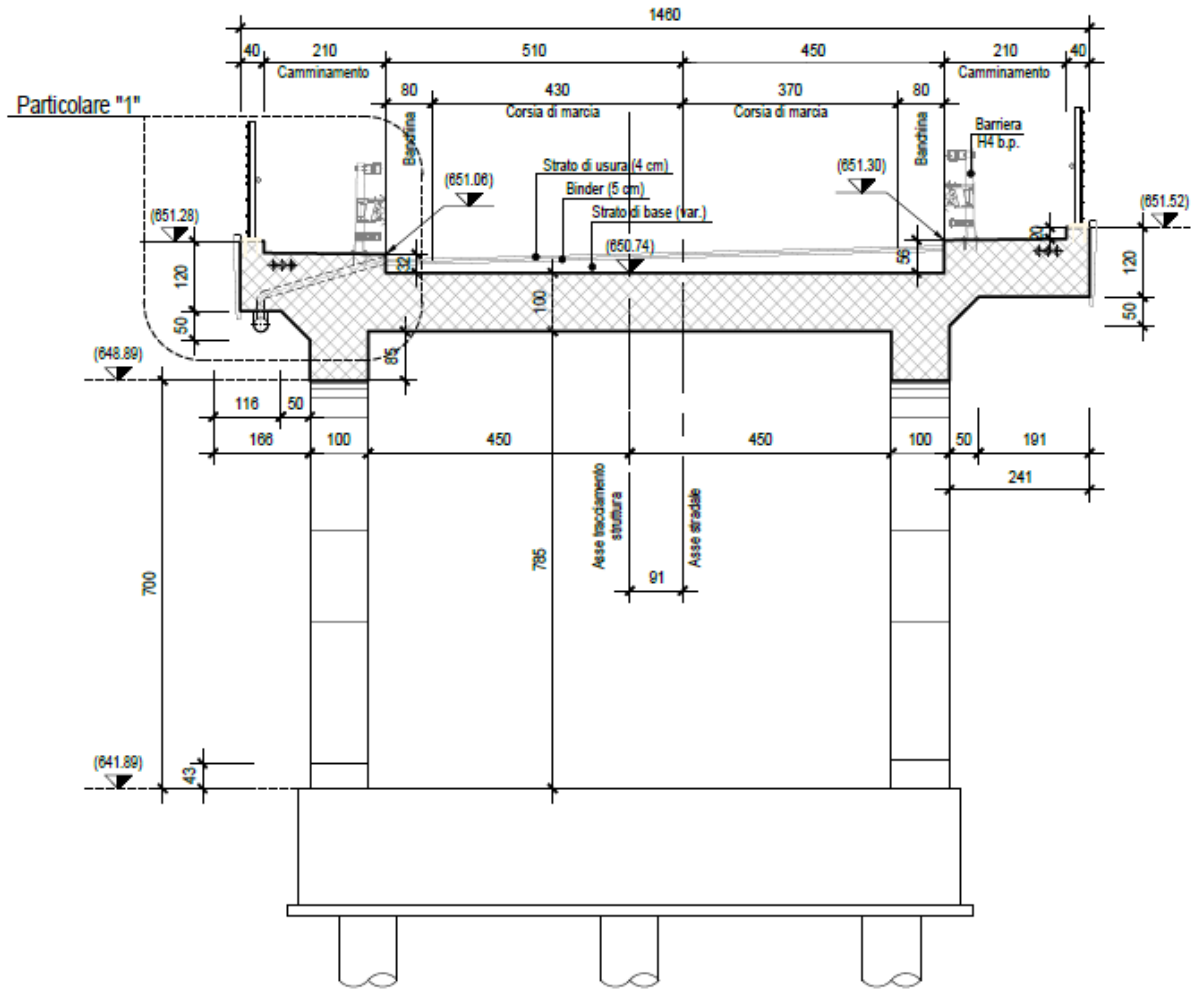 1460
40
210
510
450
210
40
Camminamento
Camminamento
Particolare "1"
80
430
370
80
Corsia di marcia
Corsia di marcia
Banchina
Banchina
Barriera
H4 b.p.
Strato di usura (4 cm)
(651.06)
(651.30)
Binder (5 cm)
Strato di base (var.)
(651.28)
(651.52)
(650.74)
20
32
56
120
120
100
50
50
(648.89)
85
116
50
166
100
450
450
100
50
191
241
Asse tracciamento
struttura
Asse stradale
91
700
785
(641.89)
43